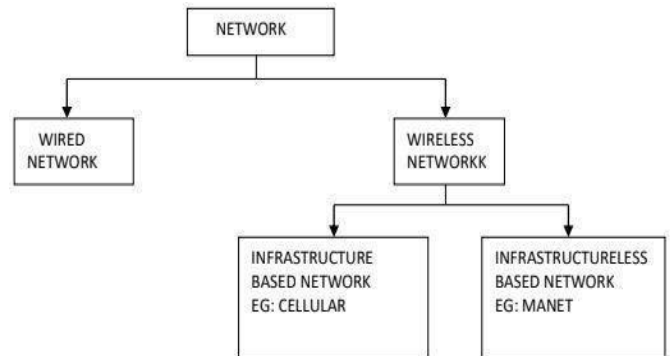 NETWORK
WIRED
NETWORK
WIRELESS
NETWORKK
INFRASTRUCTURE
BASED NETWORK
EG: CELLULAR
INFRASTRUCTURELESS
BASED NETWORK
EG: MANET